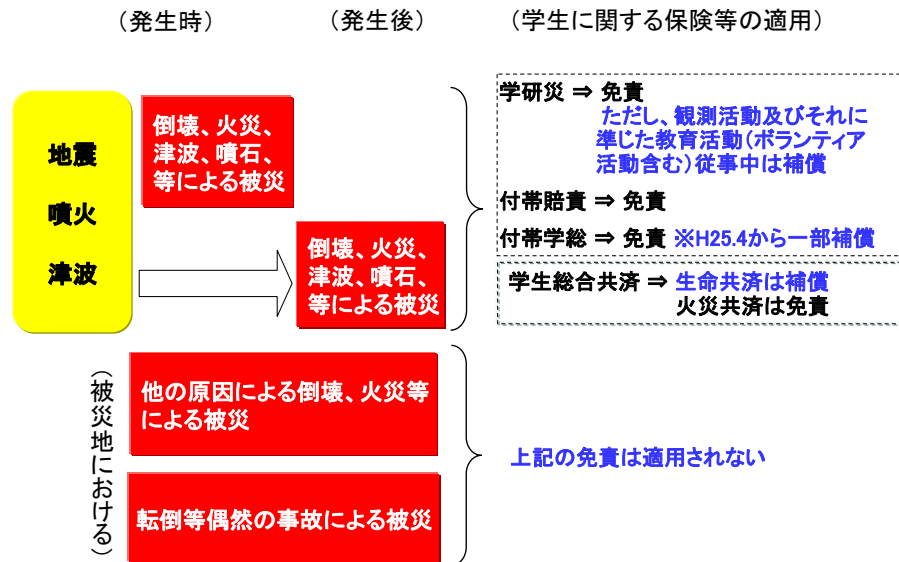 （発生時）
（発生後）
（学生に関する保険等の適用）
地震
噴火
津波
倒壊、火災、
津波、噴石、
等による被災
倒壊、火災、
津波、噴石、
等による被災
学研災 ⇒ 免責
ただし、観測活動及びそれに
準じた教育活動（ボランティア
活動含む）従事中は補償
付帯賠責 ⇒ 免責
付帯学総 ⇒ 免責 ※H25.4から一部補償
学生総合共済 ⇒ 生命共済は補償
火災共済は免責
（被災地における）
他の原因による倒壊、火災等
による被災
転倒等偶然の事故による被災
上記の免責は適用されない